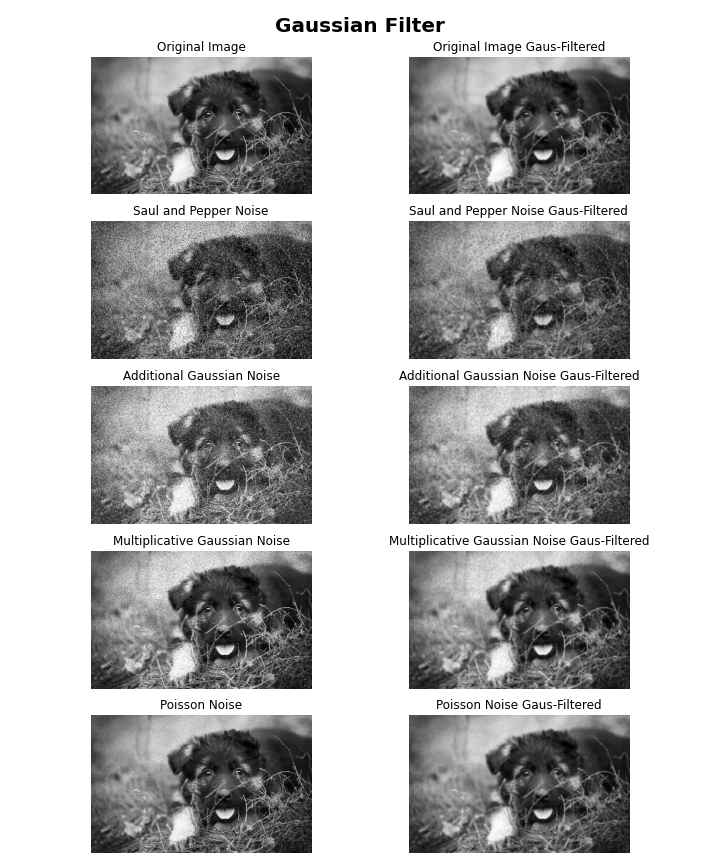 Gaussian Filter
Original Image
Original Image Gaus-Filtered
Saul and Pepper Noise
Saul and Pepper Noise Gaus-Filtered
Additional Gaussian Noise
Additional Gaussian Noise Gaus-Filtered
Multiplicative Gaussian Noise
Multiplicative Gaussian Noise Gaus-Filtered
Poisson Noise
Poisson Noise Gaus-Filtered